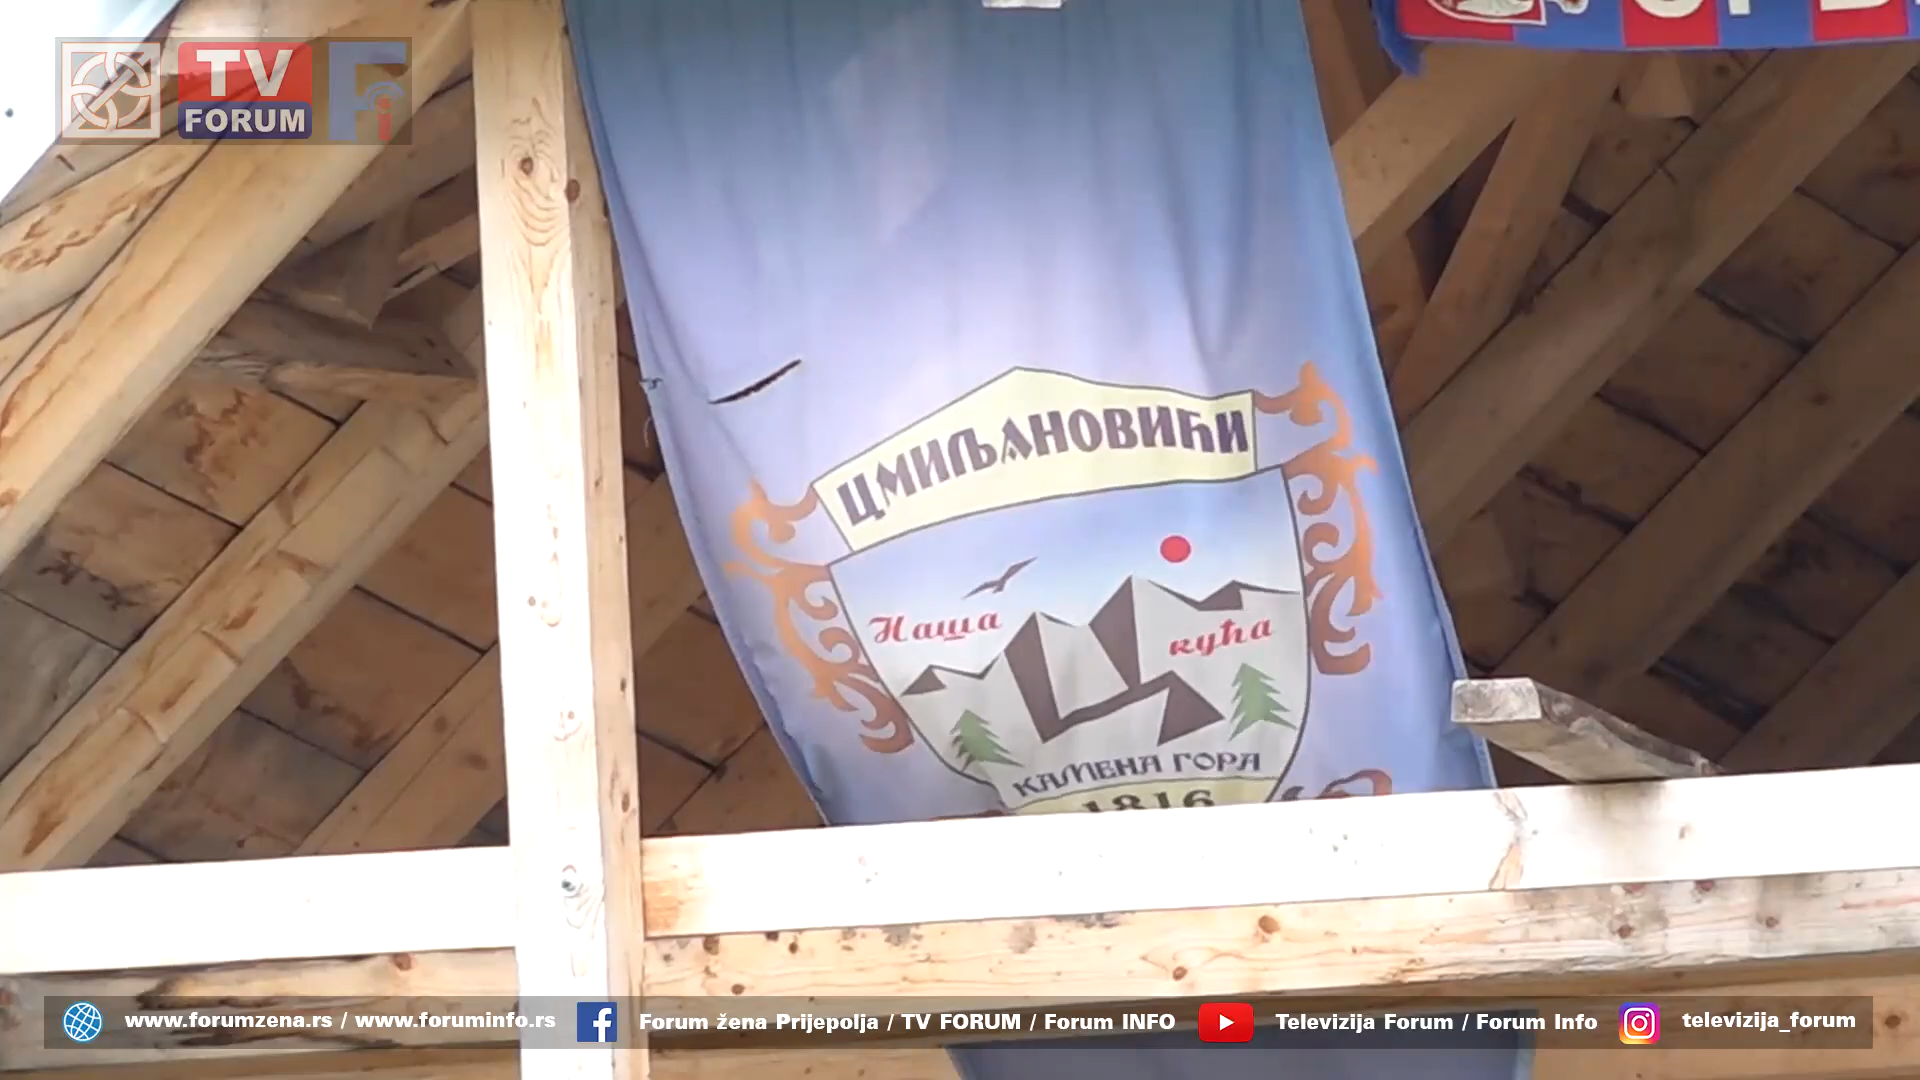 TV
FORUM
ЦМИЉАНОВИЋИ
Наша
кућа
КАМЕНА ГОРА
1816
www.forumzena.rs / www.foruminfo.rs
Forum žena Prijepolja / TV FORUM / Forum INFO
Televizija Forum / Forum Info
televizija_forum